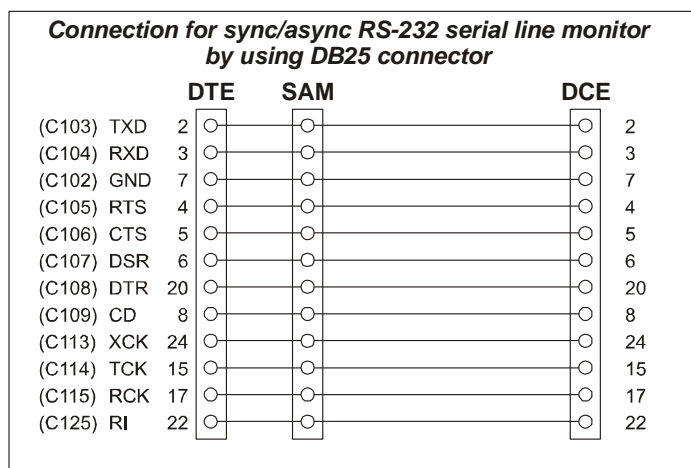 Connection for sync/async RS-232 serial line monitor
by using DB25 connector
DTE SAM DCE
(C103) TXD 2 2
(C104) RXD 3 3
(C102) GND 7 7
(C105) RTS 4 4
(C106) CTS 5 5
(C107) DSR 6 6
(C108) DTR 20 20
(C109) CD 8 8
(C113) XCK 24 24
(C114) TCK 15 15
(C115) RCK 17 17
(C125) RI 22 22